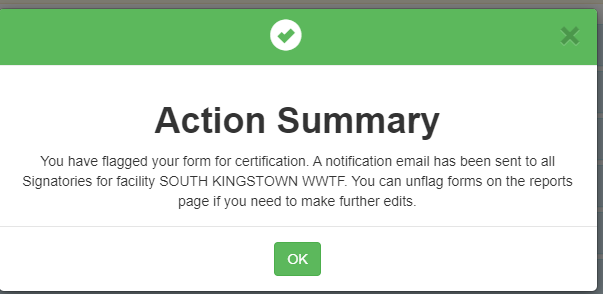 Action Summary
You have flagged your form for certification. A notification email has been sent to all
Signatories for facility SOUTH KINGSTOWN WWTF. You can unflag forms on the reports
page if you need to make further edits.
OK